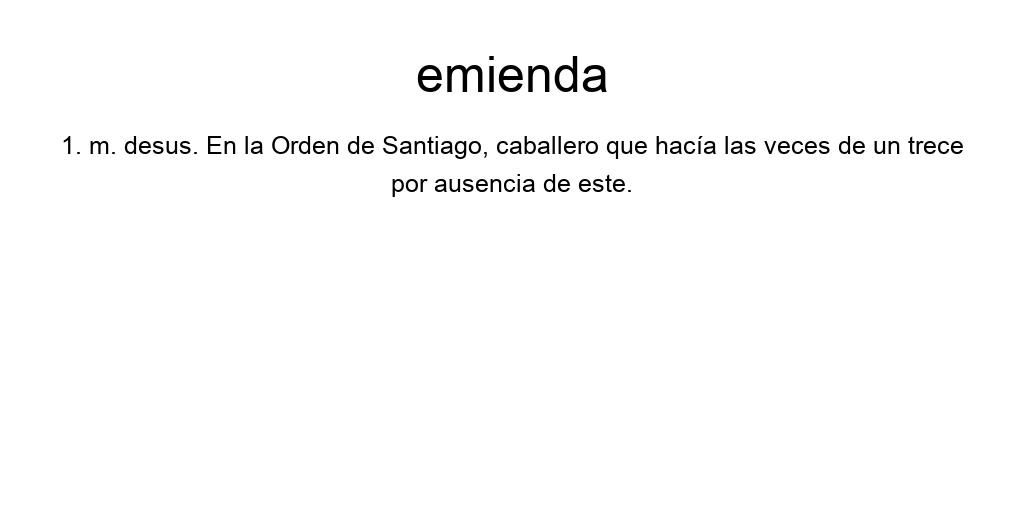 emienda
1. m. desus. En la Orden de Santiago, caballero que hacía las veces de un trece
por ausencia de este.